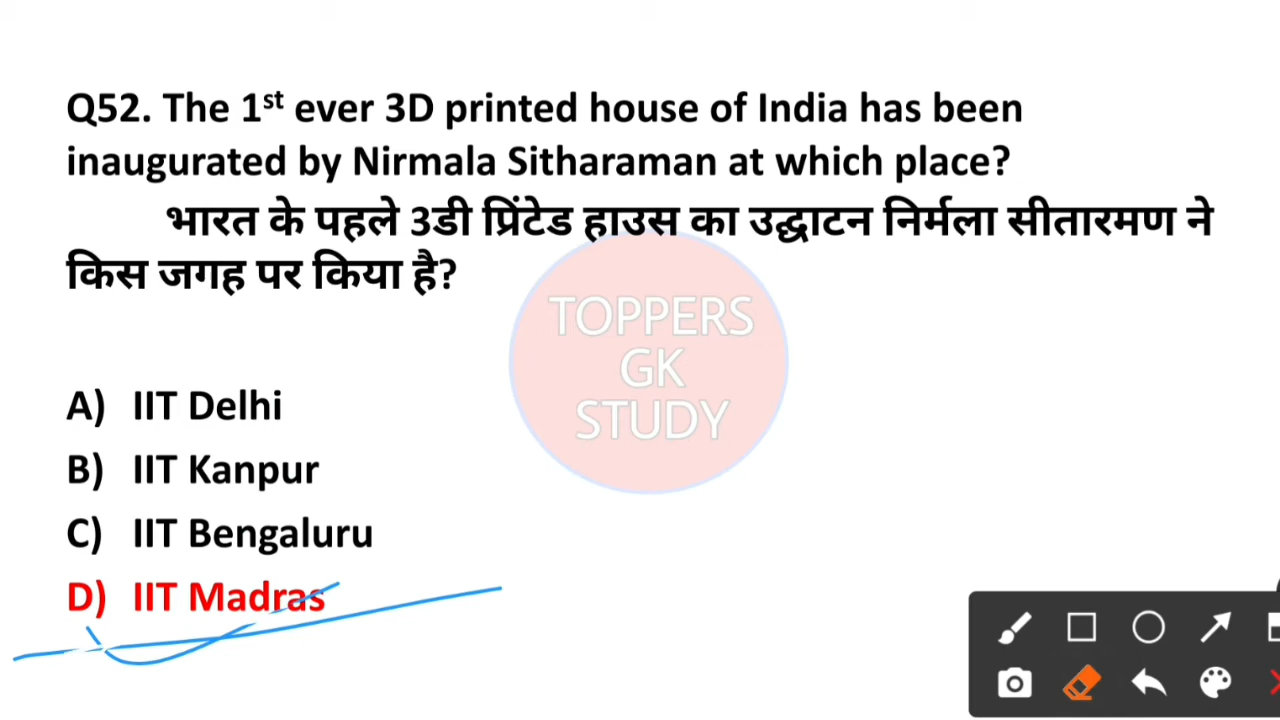 Q52. The 1st ever 3D printed house of India has been
inaugurated by Nirmala Sitharaman at which place?
भारत के पहले 3डी प्रिंटेड हाउस का उद्घाटन निर्मला सीतारमण ने
किस जगह पर किया है?
TOPPERS
GK
STUDY
A) IIT Delhi
B) IIT Kanpur
C) IIT Bengaluru
D) IIT Madras